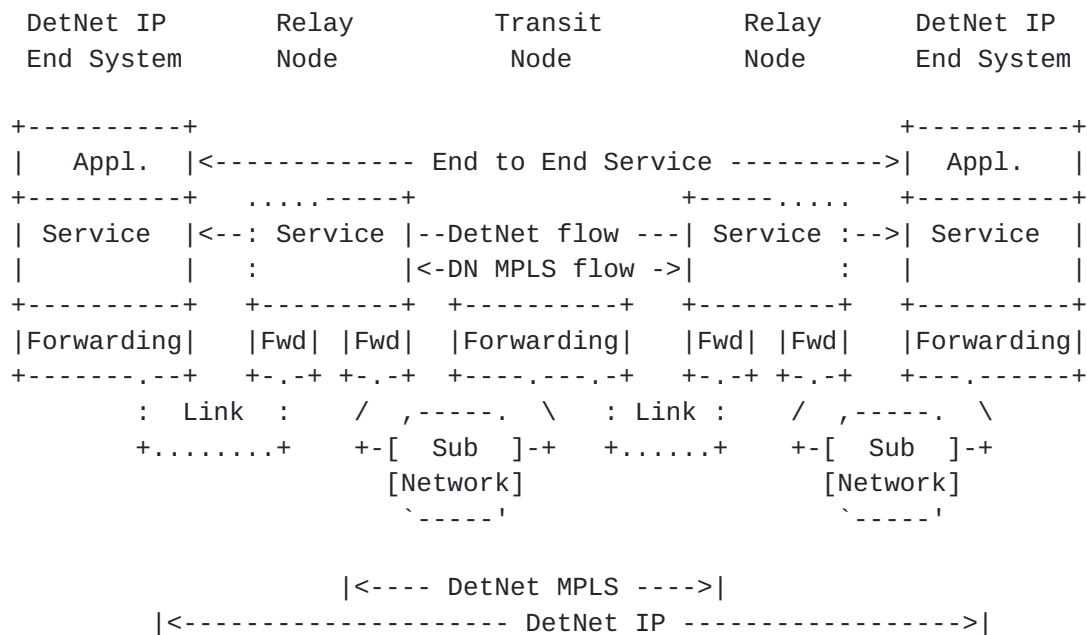 DetNet IP       Relay           Transit         Relay       DetNet IP
End System      Node             Node           Node        End System

+----------+                                             +----------+
|   Appl.  |<------------- End to End Service ---------->|  Appl.   |
+----------+   .....-----+                +-----.....   +----------+
| Service  |<--: Service |--DetNet flow ---| Service :-->| Service  |
|          |   :         |<-DN MPLS flow ->|         :   |          |
+----------+   +---------+  +----------+   +---------+   +----------+
|Forwarding|   |Fwd| |Fwd|  |Forwarding|   |Fwd| |Fwd|   |Forwarding|
+-------.--+   +-.-+ +-.-+  +----.---.-+   +-.-+ +-.-+   +---.------+
        :  Link  :    /  ,-----.  \   : Link :    /  ,-----.  \
        +........+    +-[  Sub  ]-+   +......+    +-[  Sub  ]-+
                        [Network]                   [Network]
                         `-----'                     `-----'

                     |<---- DetNet MPLS ---->|
         |<--------------------- DetNet IP ------------------>|